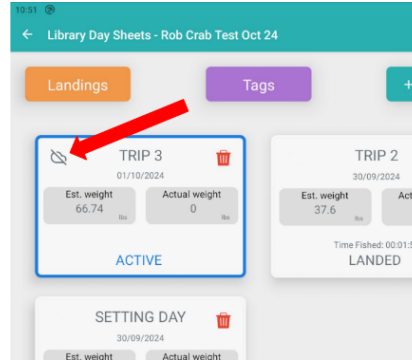 10:51
Library Day Sheets - Rob Crab Test Oct 24
Landings
Tags
+
TRIP 3
01/10/2024
Est. weight
66.74
lbs
Actual weight
0
lbs
ACTIVE
TRIP 2
30/09/2024
Est. weight
37.6
lbs
Time Fished: 00:01:5
LANDED
SETTING DAY
30/09/2024
Est. weight
Actual weight